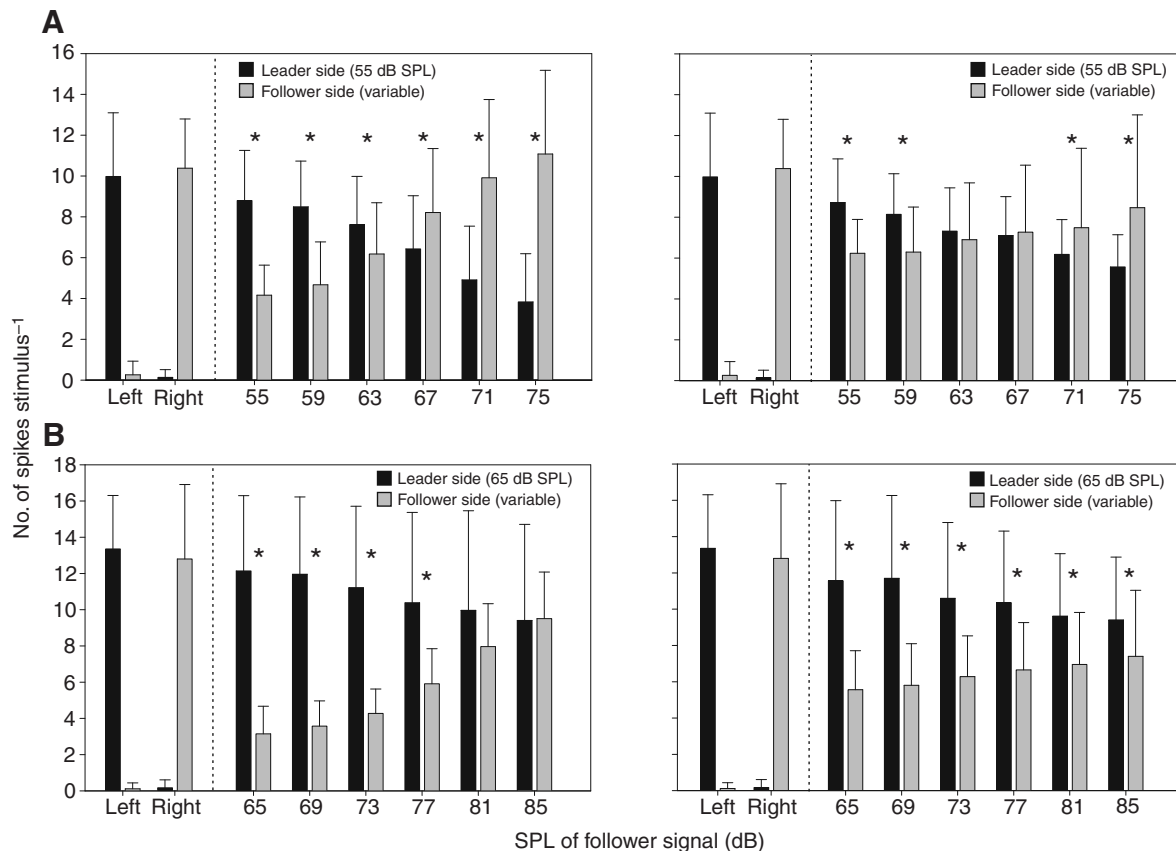 A
16
14
12
10
8
6
4
2
0
Leader side (55 dB SPL)
Follower side (variable)
* * * * * *
Left Right 55 59 63 67 71 75
Leader side (55 dB SPL)
Follower side (variable)
* * * *
Left Right 55 59 63 67 71 75
No. of spikes stimulus–1
B
18
16
14
12
10
8
6
4
2
0
Leader side (65 dB SPL)
Follower side (variable)
* * * *
Left Right 65 69 73 77 81 85
Leader side (65 dB SPL)
Follower side (variable)
* * * * * *
Left Right 65 69 73 77 81 85
SPL of follower signal (dB)